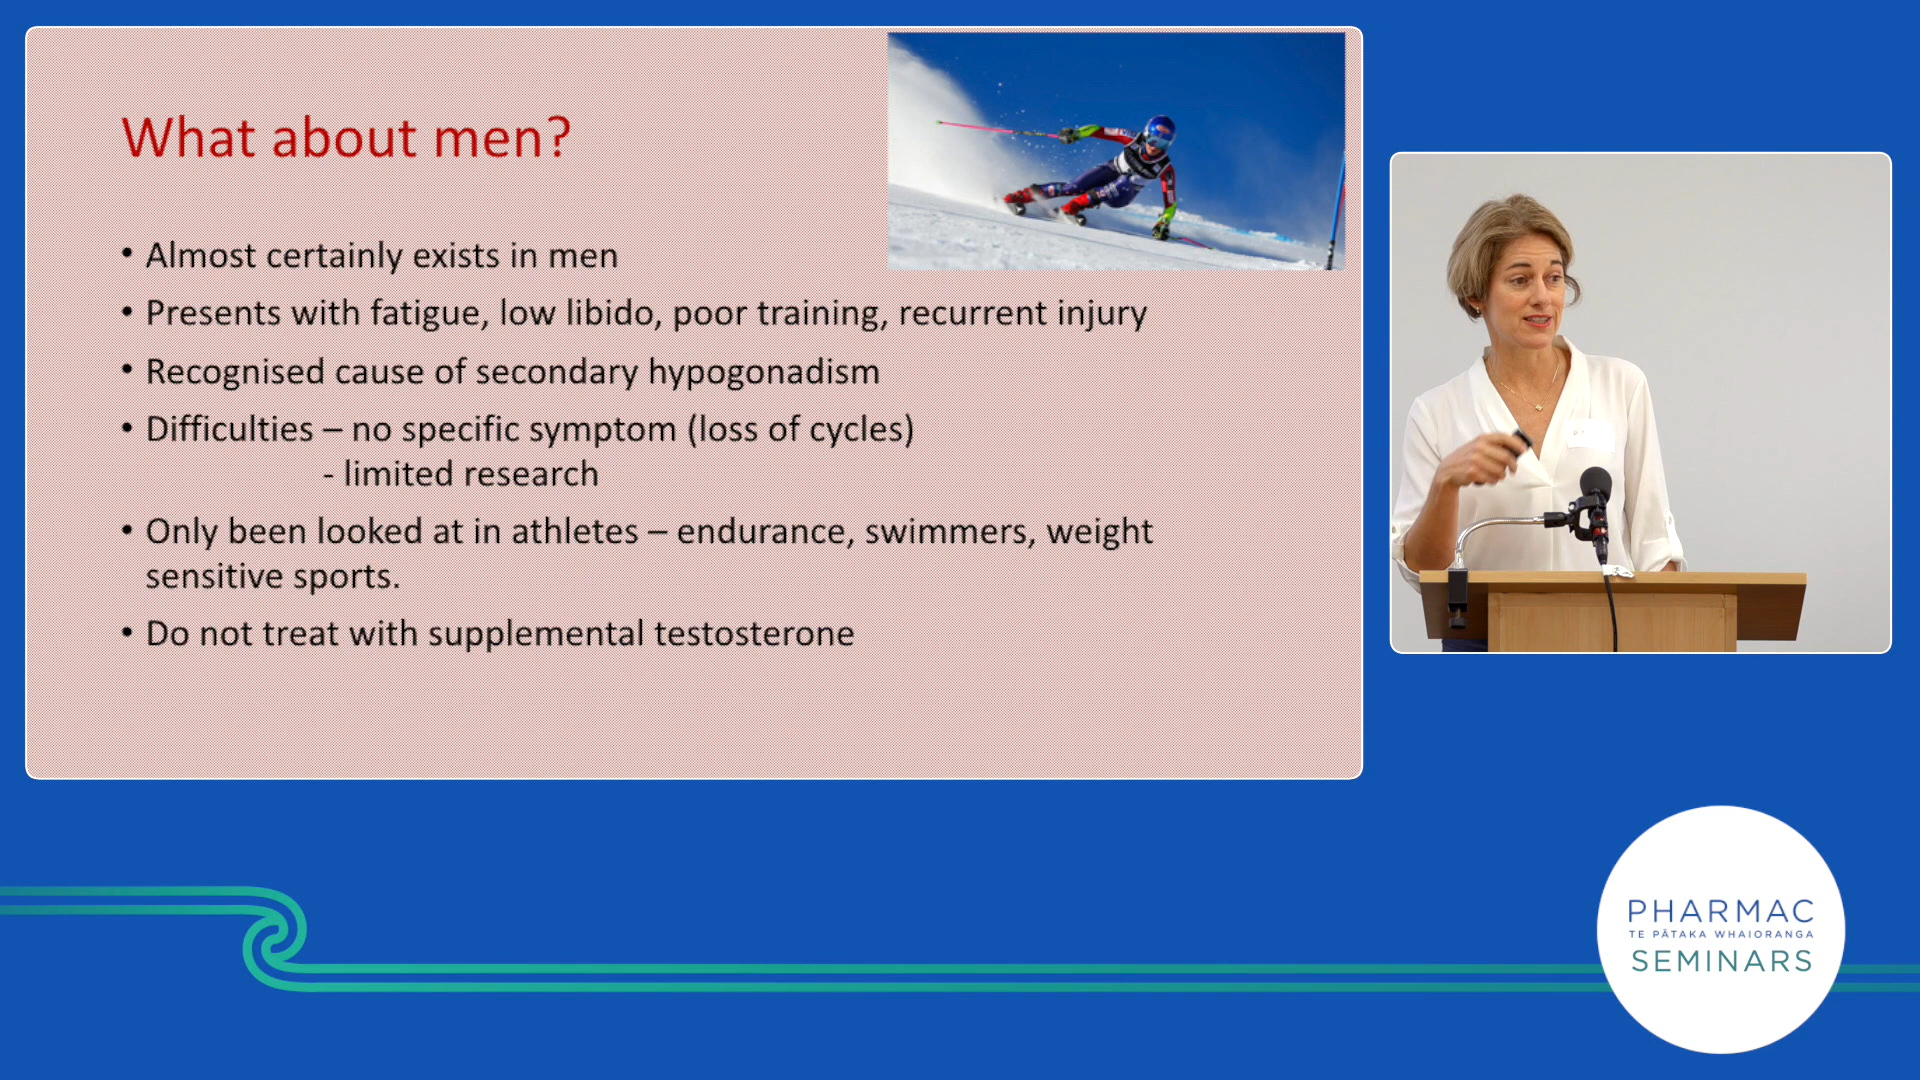 What about men?
• Almost certainly exists in men
• Presents with fatigue, low libido, poor training, recurrent injury
• Recognised cause of secondary hypogonadism
• Difficulties – no specific symptom (loss of cycles)
- limited research
• Only been looked at in athletes – endurance, swimmers, weight
sensitive sports.
• Do not treat with supplemental testosterone
PHARMAC
TE PĀTAKA WHAIORANGA
SEMINARS